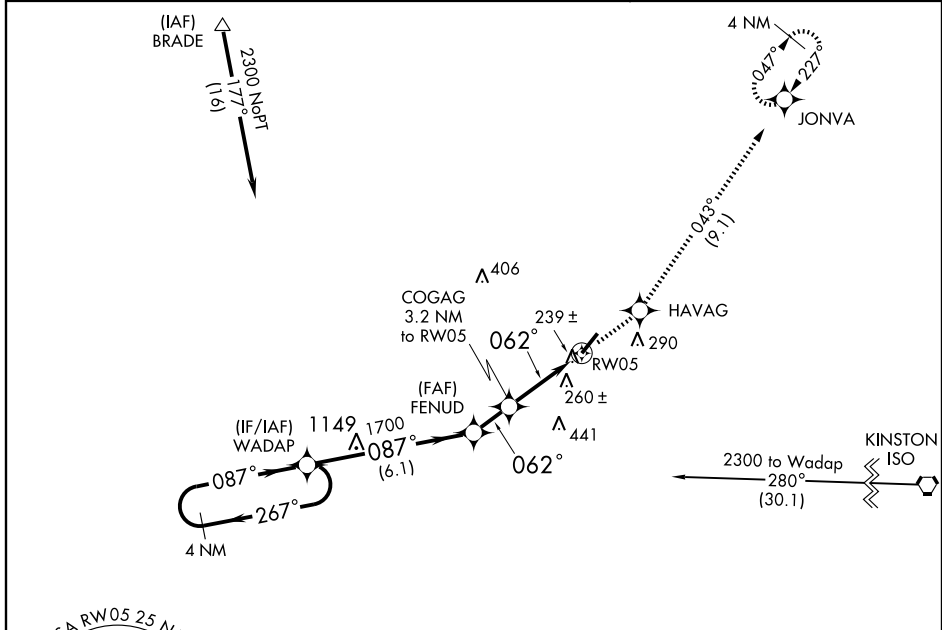 (IAF)
BRADE
2300 NoPT
177°
(16)
4 NM
047°
227°
JONVA
043°
(9.1)
406
COGAG
3.2 NM
to RW05
239 ±
062°
HAVAG
290
RW05
260 ±
(FAF)
FENUD
441
062°
(IF/IAF)
WADAP
1149
1700
087°
(6.1)
087°
267°
4 NM
KINSTON
ISO
2300 to Wadap
280°
(30.1)
RW05 25